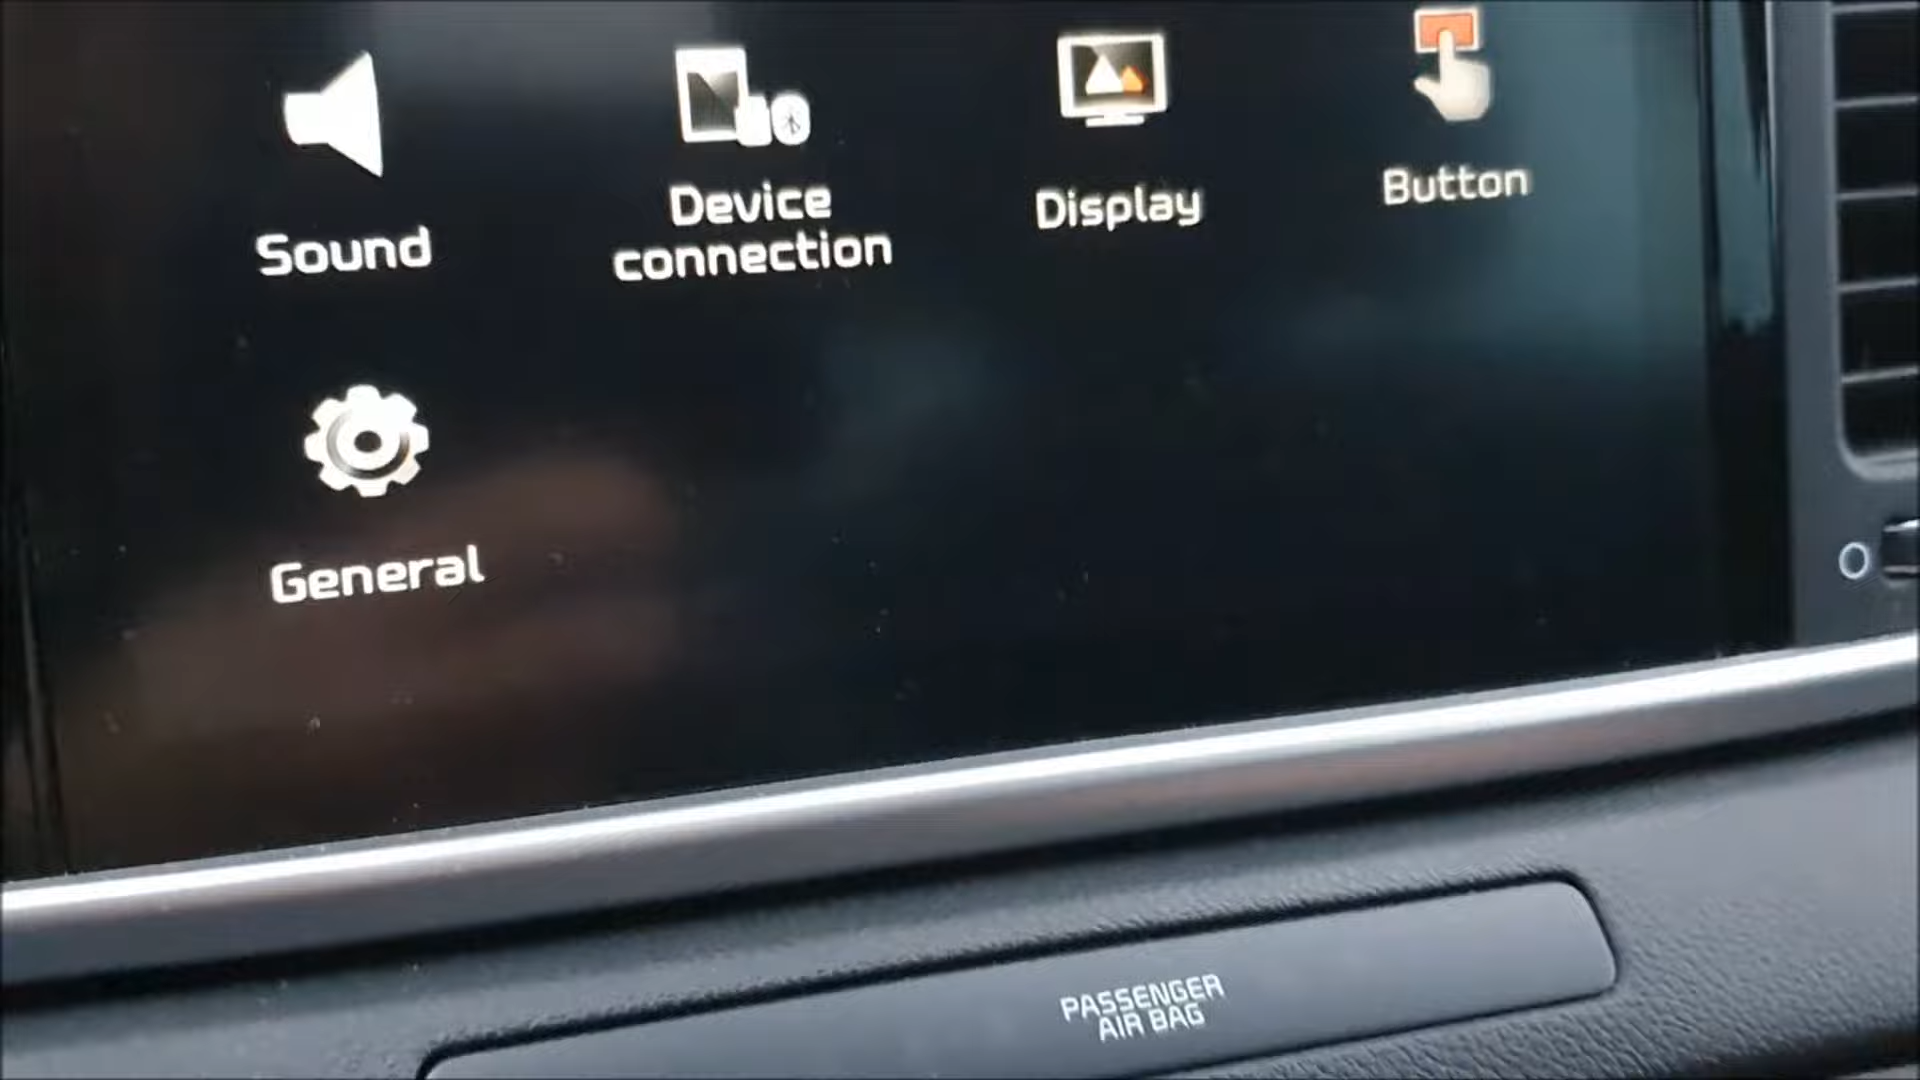 Sound
Device
connection
Display
Button
General
PASSENGER
AIR BAG